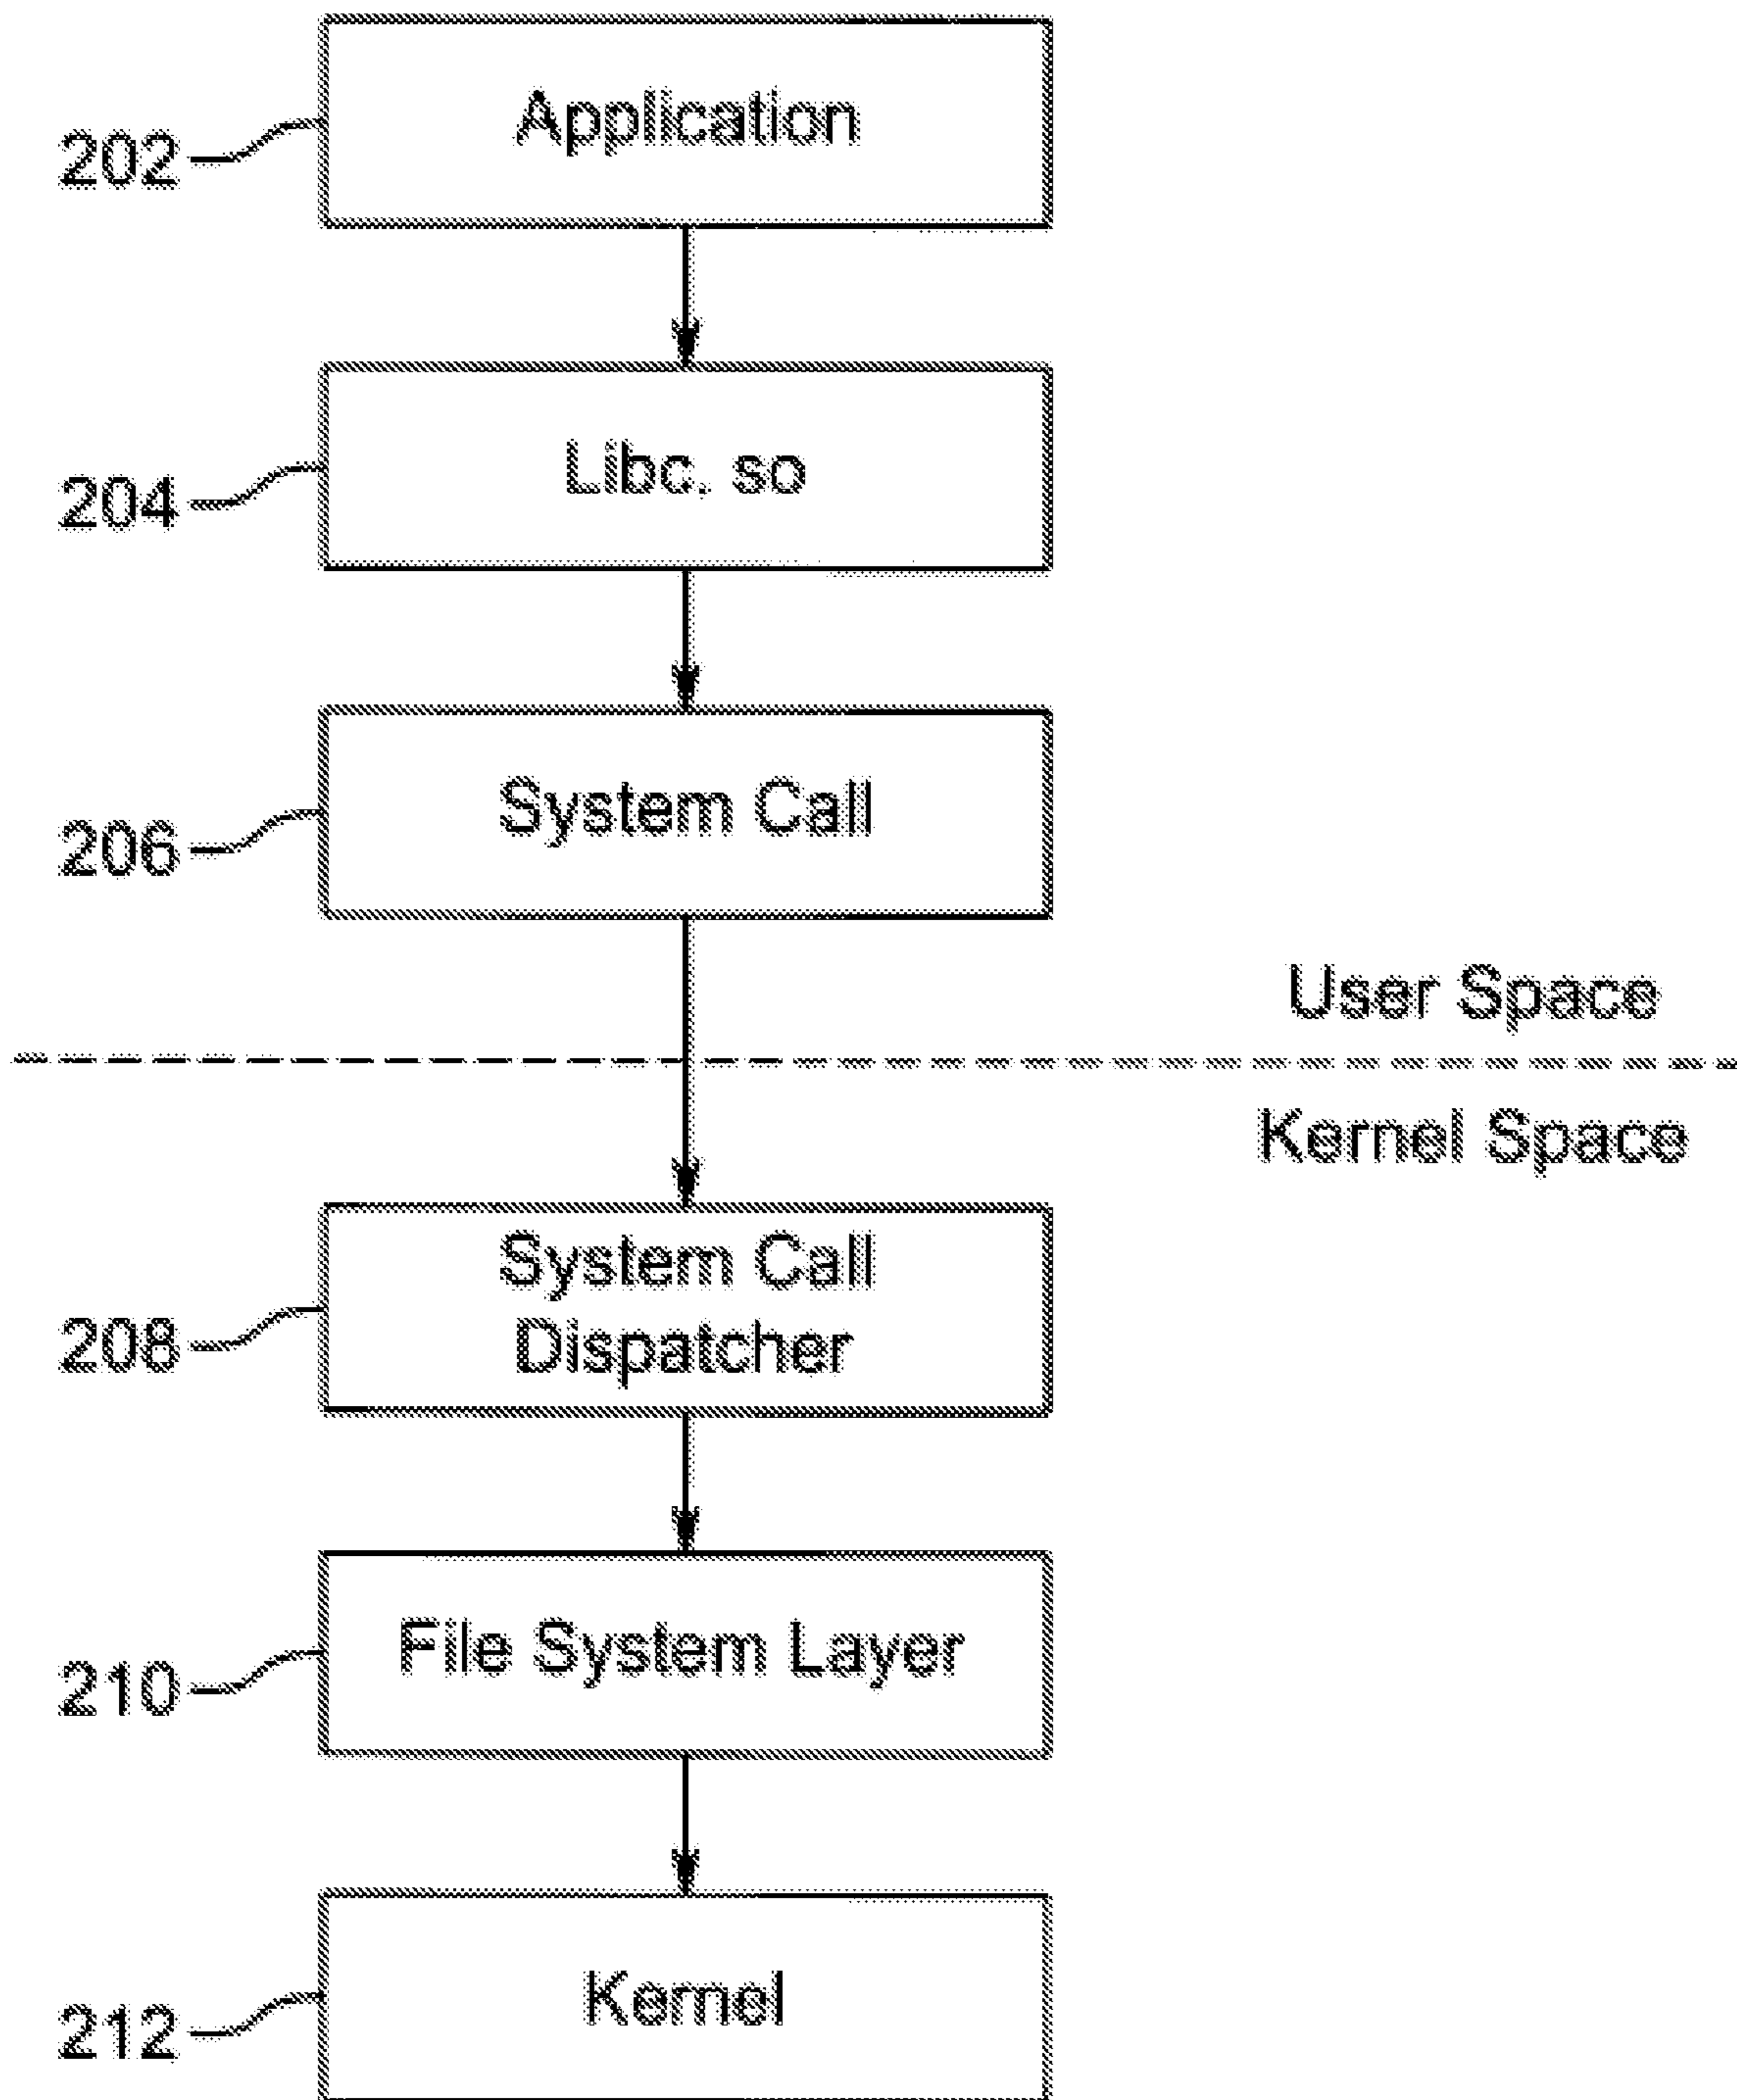 Application
202
Libc. so
204
System Call
206
User Space
Kernel Space
System Call
Dispatcher
208
File System Layer
210
Kernel
212